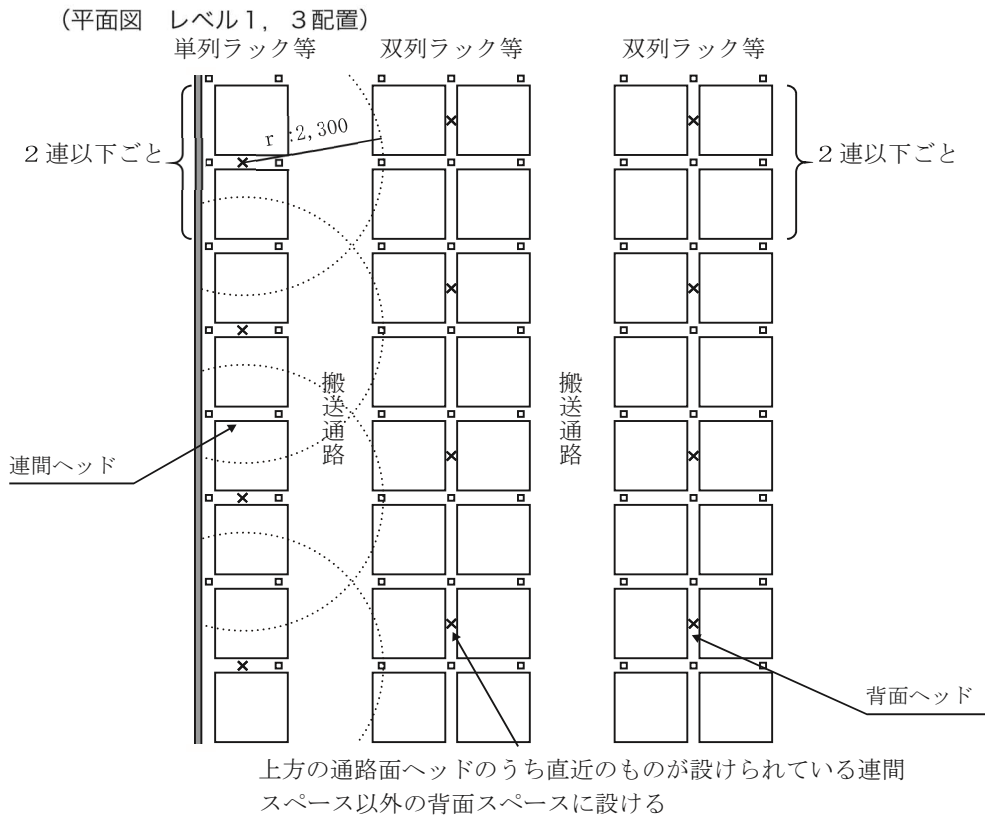 （平面図　レベル１，３配置）
単列ラック等
双列ラック等
双列ラック等
２連以下ごと
r :2,300
２連以下ごと
搬送通路
搬送通路
連間ヘッド
背面ヘッド
上方の通路面ヘッドのうち直近のものが設けられている連間
スペース以外の背面スペースに設ける